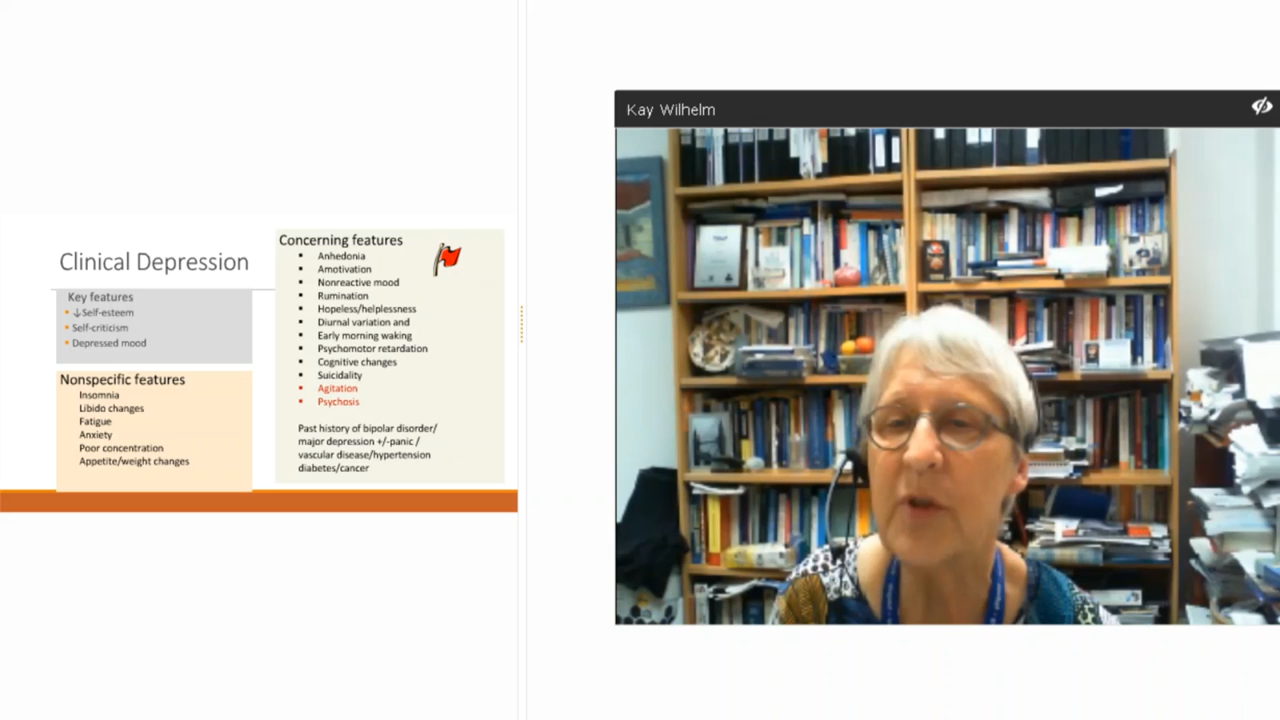 Clinical Depression
Key features
↓Self-esteem
Self-criticism
Depressed mood
Nonspecific features
Insomnia
Libido changes
Fatigue
Anxiety
Poor concentration
Appetite/weight changes
Concerning features
Anhedonia
Amotivation
Nonreactive mood
Rumination
Hopeless/helplessness
Diurnal variation and
Early morning waking
Psychomotor retardation
Cognitive changes
Suicidality
Agitation
Psychosis
Past history of bipolar disorder/
major depression +/-panic /
vascular disease/hypertension
diabetes/cancer
Kay Wilhelm